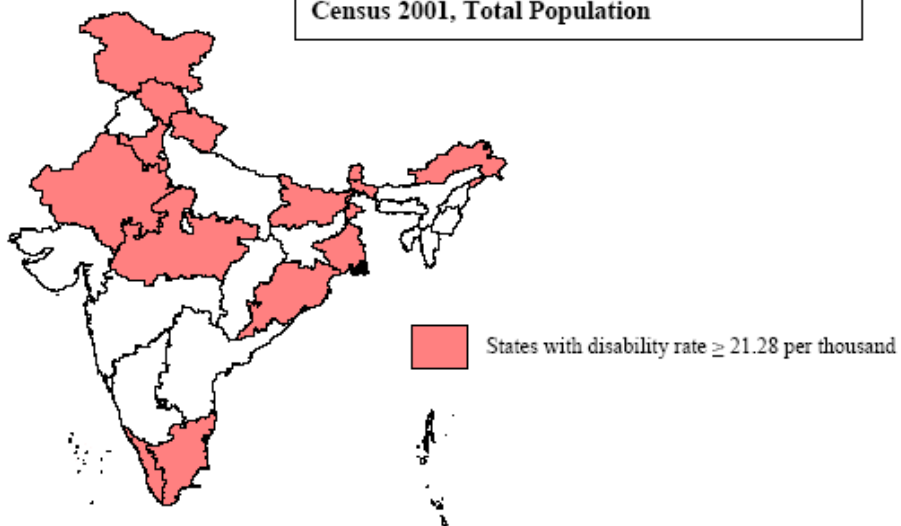 Census 2001, Total Population
States with disability rate ≥ 21.28 per thousand